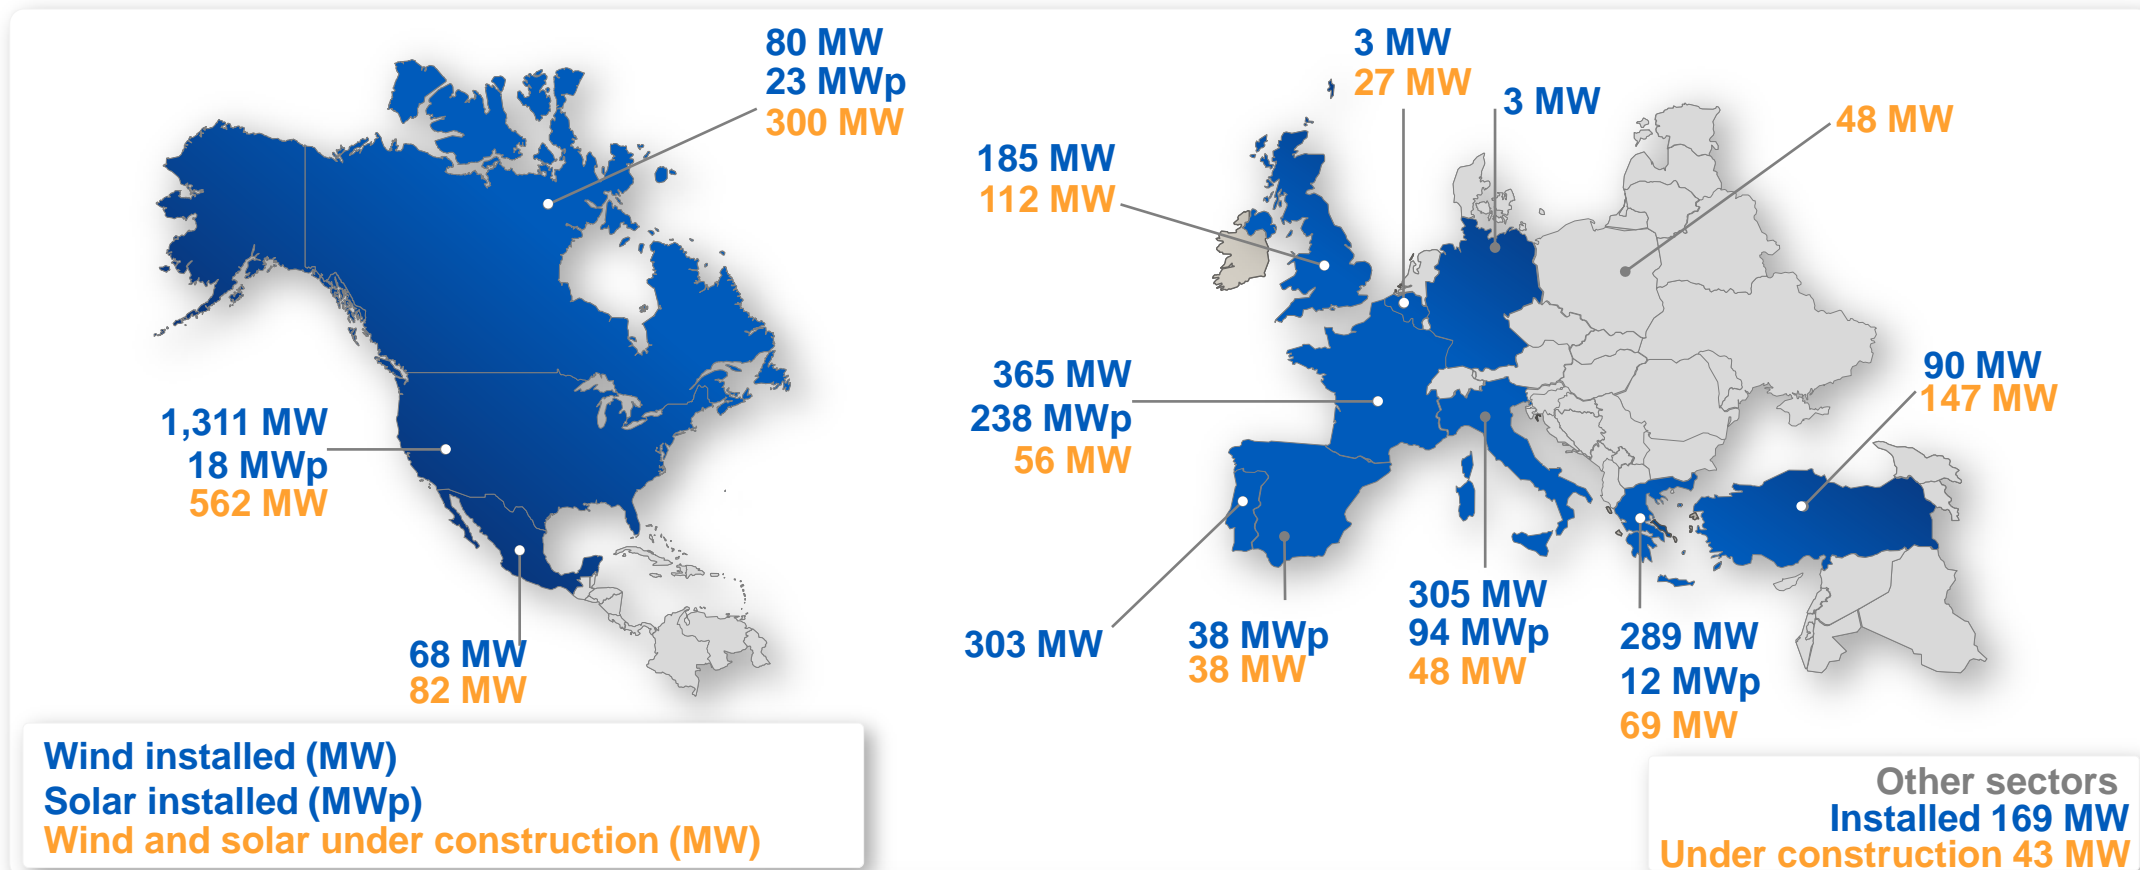 80 MW
23 MWp
300 MW
1,311 MW
18 MWp
562 MW
68 MW
82 MW
3 MW
27 MW
3 MW
48 MW
185 MW
112 MW
365 MW
238 MWp
56 MW
90 MW
147 MW
303 MW
38 MWp
38 MW
305 MW
94 MWp
48 MW
289 MW
12 MWp
69 MW
Wind installed (MW)
Solar installed (MWp)
Wind and solar under construction (MW)
Other sectors
Installed 169 MW
Under construction 43 MW